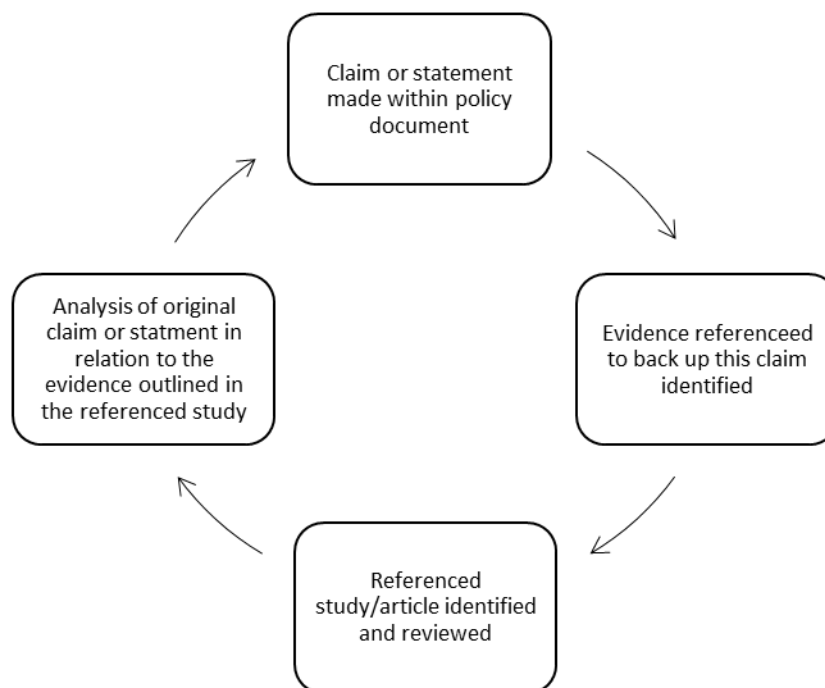 Claim or statement
made within policy
document
Evidence referenceed
to back up this claim
identified
Referenced
study/article identified
and reviewed
Analysis of original
claim or statment in
relation to the
evidence outlined in
the referenced study